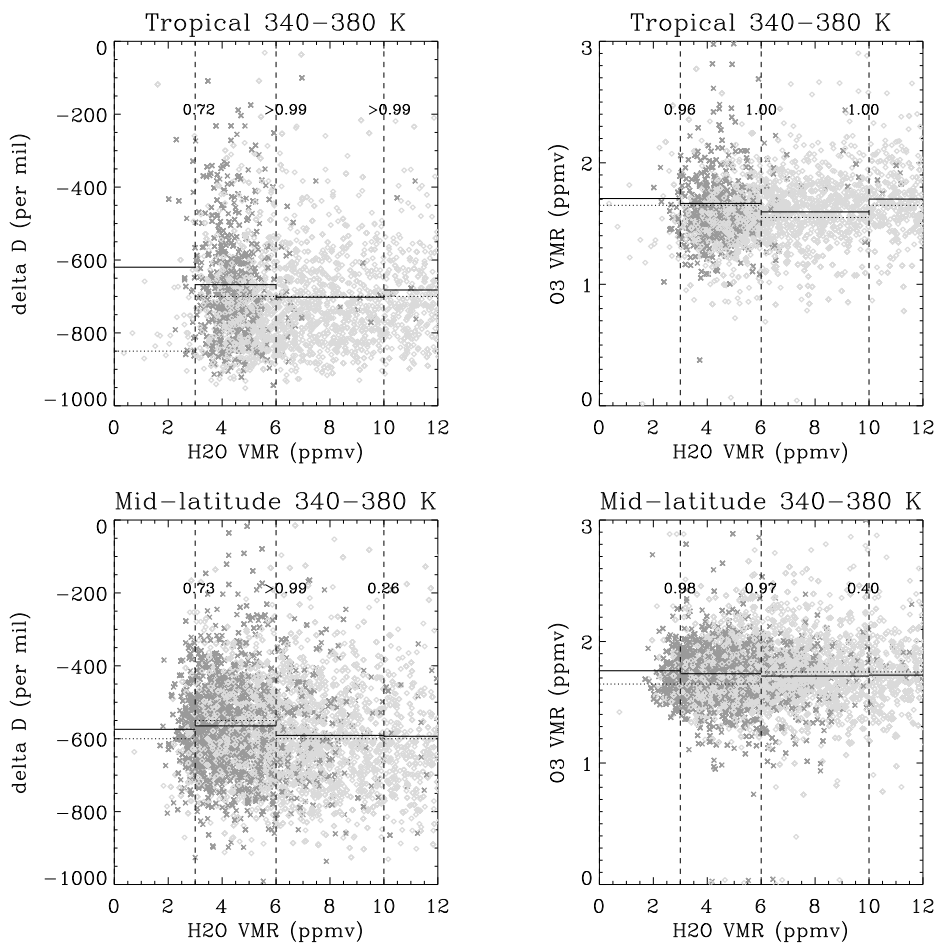 Tropical 340−380 K
0
−200
−400
−600
−800
−1000
0.72
>0.99
>0.99
delta D (per mil)
0 2 4 6 8 10 12
H2O VMR (ppmv)
Tropical 340−380 K
3
2
1
0
0.96
1.00
1.00
O3 VMR (ppmv)
0 2 4 6 8 10 12
H2O VMR (ppmv)
Mid−latitude 340−380 K
0
−200
−400
−600
−800
−1000
0.73
>0.99
0.26
delta D (per mil)
0 2 4 6 8 10 12
H2O VMR (ppmv)
Mid−latitude 340−380 K
3
2
1
0
0.98
0.97
0.40
O3 VMR (ppmv)
0 2 4 6 8 10 12
H2O VMR (ppmv)